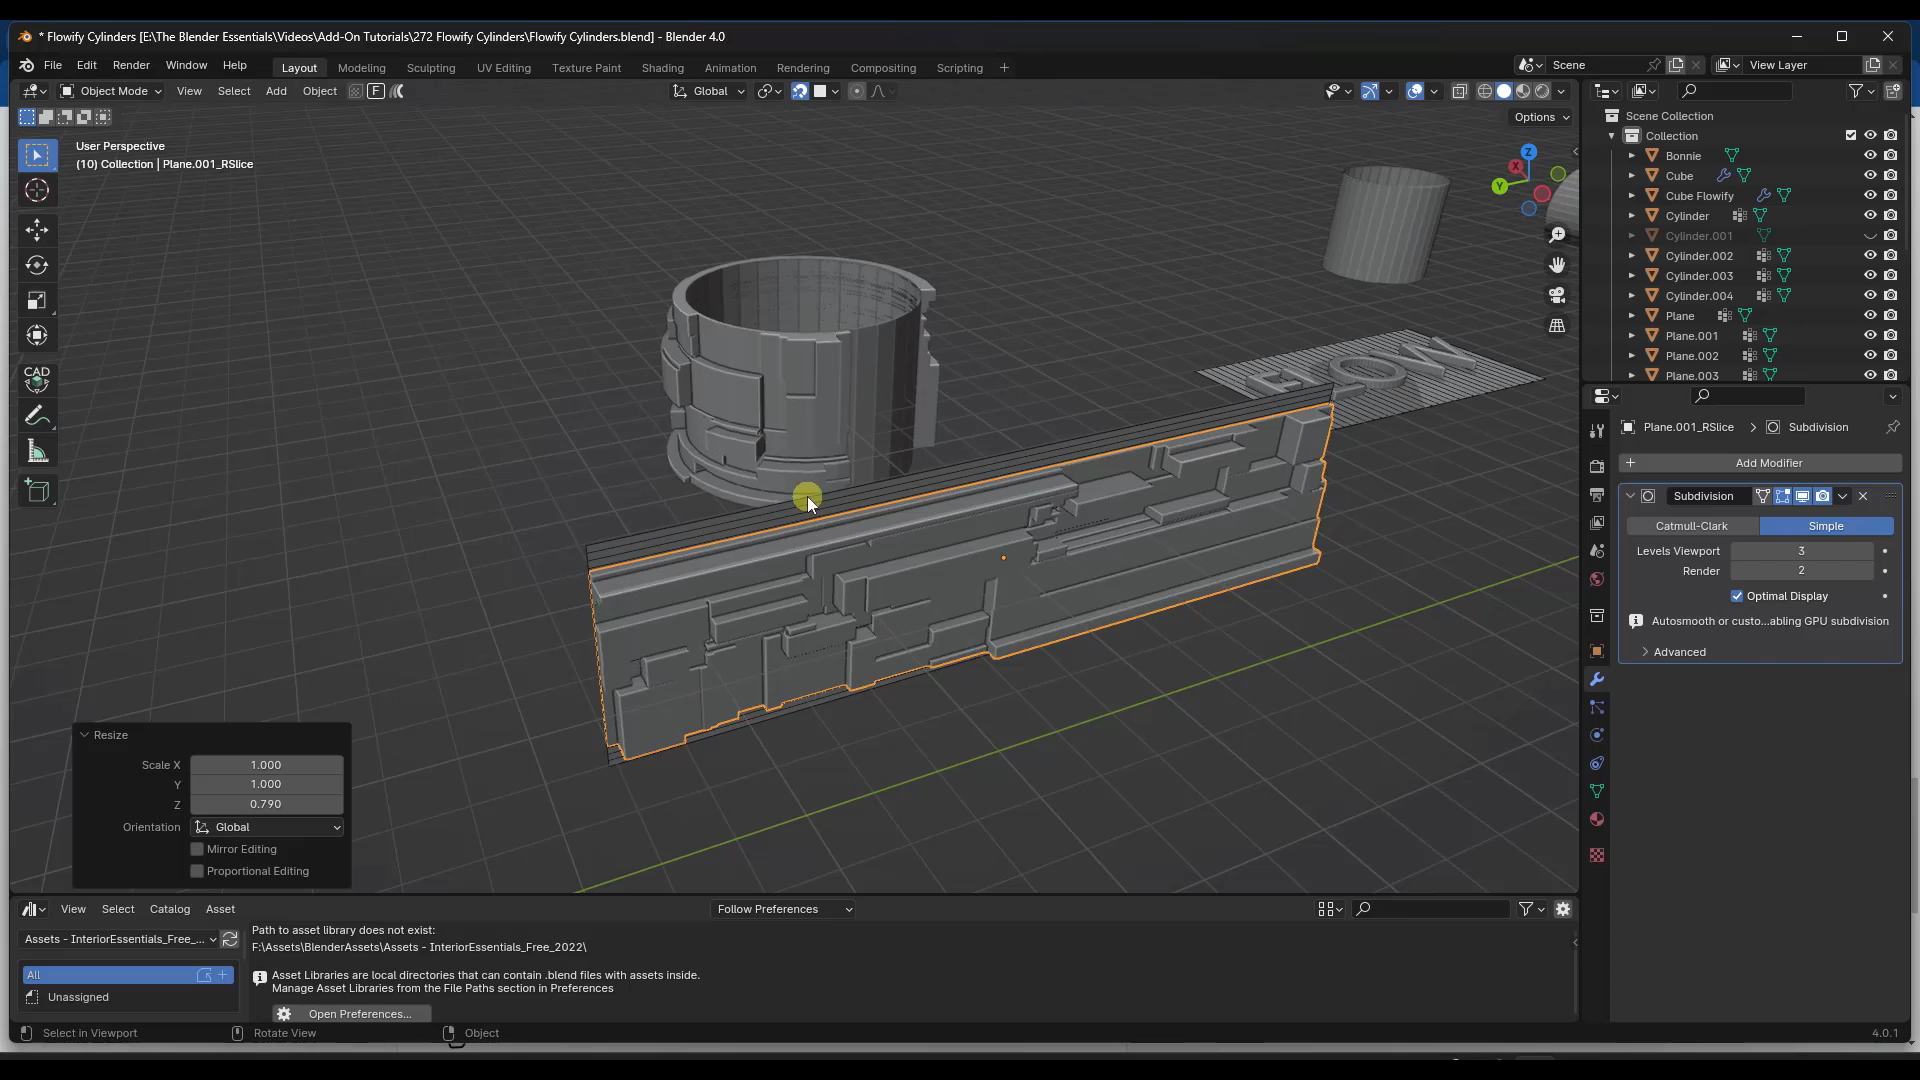 * Flowify Cylinders [E:\The Blender Essentials\Videos\Add-On Tutorials\272 Flowify Cylinders\Flowify Cylinders.blend] - Blender 4.0
File Edit Render Window Help
Layout Modeling Sculpting UV Editing Texture Paint Shading Animation Rendering Compositing Scripting +
Scene
View Layer
Object Mode View Select Add Object F
Global
Options
User Perspective
(10) Collection | Plane.001_RSlice
Z
X
Y
CAD
FLOW
Scene Collection
Collection
Bonnie
Cube
Cube Flowify
Cylinder
Cylinder.001
Cylinder.002
Cylinder.003
Cylinder.004
Plane
Plane.001
Plane.002
Plane.003
Plane.001_RSlice > Subdivision
+ Add Modifier
Subdivision
Catmull-Clark Simple
Levels Viewport 3
Render 2
Optimal Display
Autosmooth or custo...abling GPU subdivision
Advanced
Resize
Scale X 1.000
Y 1.000
Z 0.790
Orientation Global
Mirror Editing
Proportional Editing
View Select Catalog Asset
Follow Preferences
Assets - InteriorEssentials_Free_...
All
Unassigned
Path to asset library does not exist:
F:\Assets\BlenderAssets\Assets - InteriorEssentials_Free_2022\
Asset Libraries are local directories that can contain .blend files with assets inside.
Manage Asset Libraries from the File Paths section in Preferences
Open Preferences...
Select in Viewport Rotate View Object
4.0.1